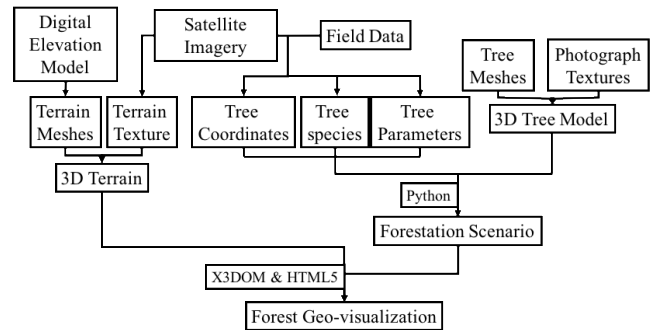 Digital
Elevation
Model
Satellite
Imagery
Field Data
Tree
Meshes
Photograph
Textures
Terrain
Meshes
Terrain
Texture
Tree
Coordinates
Tree
species
Tree
Parameters
3D Tree Model
3D Terrain
Python
Forestation Scenario
X3DOM & HTML5
Forest Geo-visualization